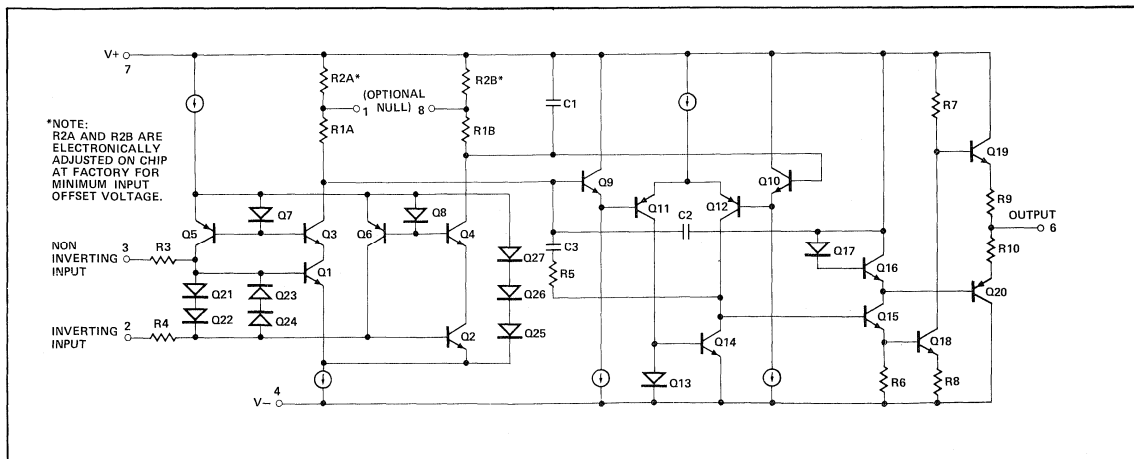 V+
7
R2A*
R2B*
(OPTIONAL
NULL)
1
8
C1
R7
*NOTE:
R2A AND R2B ARE
ELECTRONICALLY
ADJUSTED ON CHIP
AT FACTORY FOR
MINIMUM INPUT
OFFSET VOLTAGE.
R1A
R1B
Q19
Q9
Q10
Q7
Q8
Q11
Q12
R9
Q5
Q3
Q6
Q4
C2
OUTPUT
6
NON
INVERTING
INPUT
3
R3
Q27
C3
Q17
R10
Q1
R5
Q16
Q21
Q23
Q26
Q20
Q22
Q24
INVERTING
INPUT
2
R4
Q25
Q15
Q2
Q14
Q18
Q13
R6
R8
V−
4